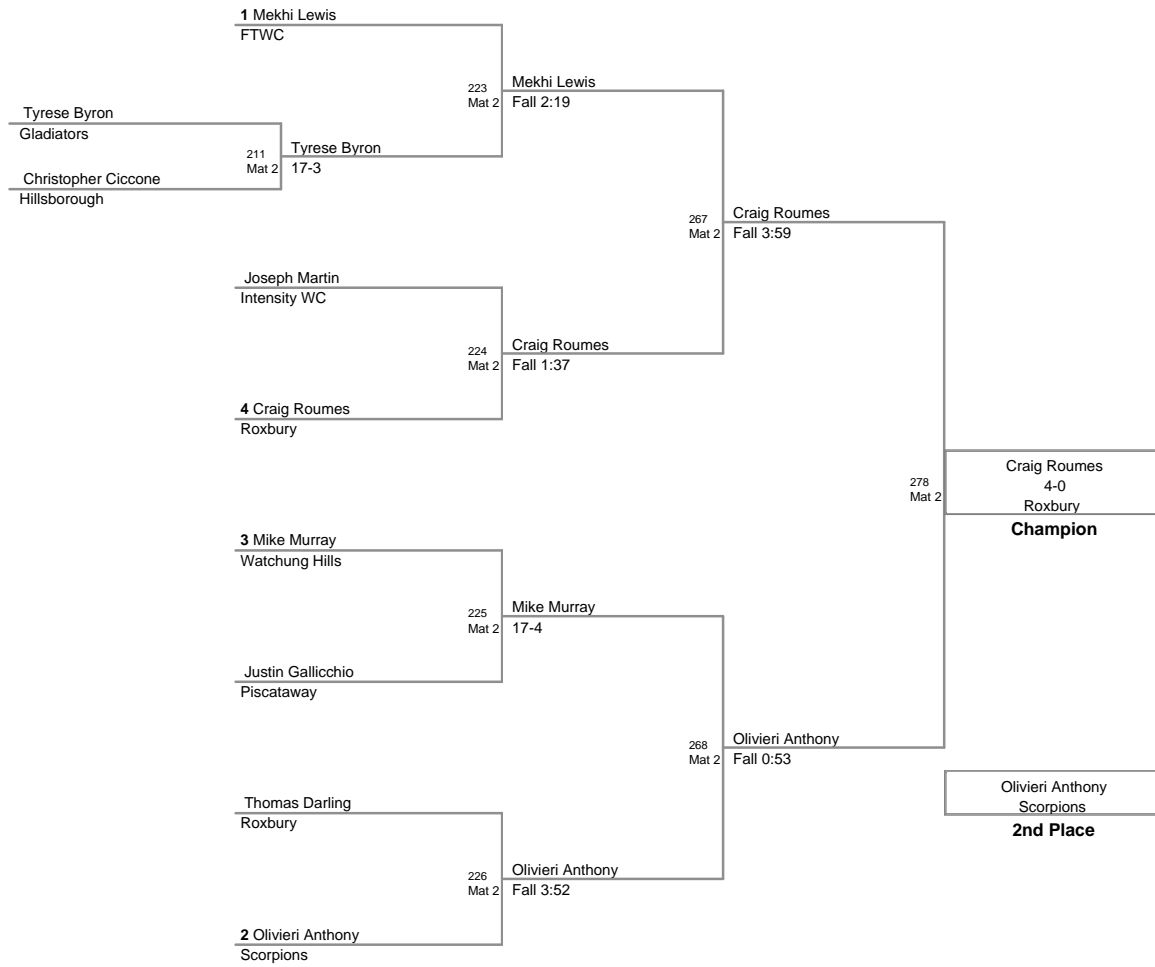 1 Mekhi Lewis
FTWC
223
Mat 2
Mekhi Lewis
Fall 2:19
Tyrese Byron
Gladiators
211
Mat 2
Tyrese Byron
17-3
Christopher Ciccone
Hillsborough
267
Mat 2
Craig Roumes
Fall 3:59
Joseph Martin
Intensity WC
224
Mat 2
Craig Roumes
Fall 1:37
4 Craig Roumes
Roxbury
278
Mat 2
Craig Roumes
4-0
Roxbury
Champion
3 Mike Murray
Watchung Hills
225
Mat 2
Mike Murray
17-4
Justin Gallicchio
Piscataway
268
Mat 2
Olivieri Anthony
Fall 0:53
Olivieri Anthony
Scorpions
2nd Place
Thomas Darling
Roxbury
226
Mat 2
Olivieri Anthony
Fall 3:52
2 Olivieri Anthony
Scorpions